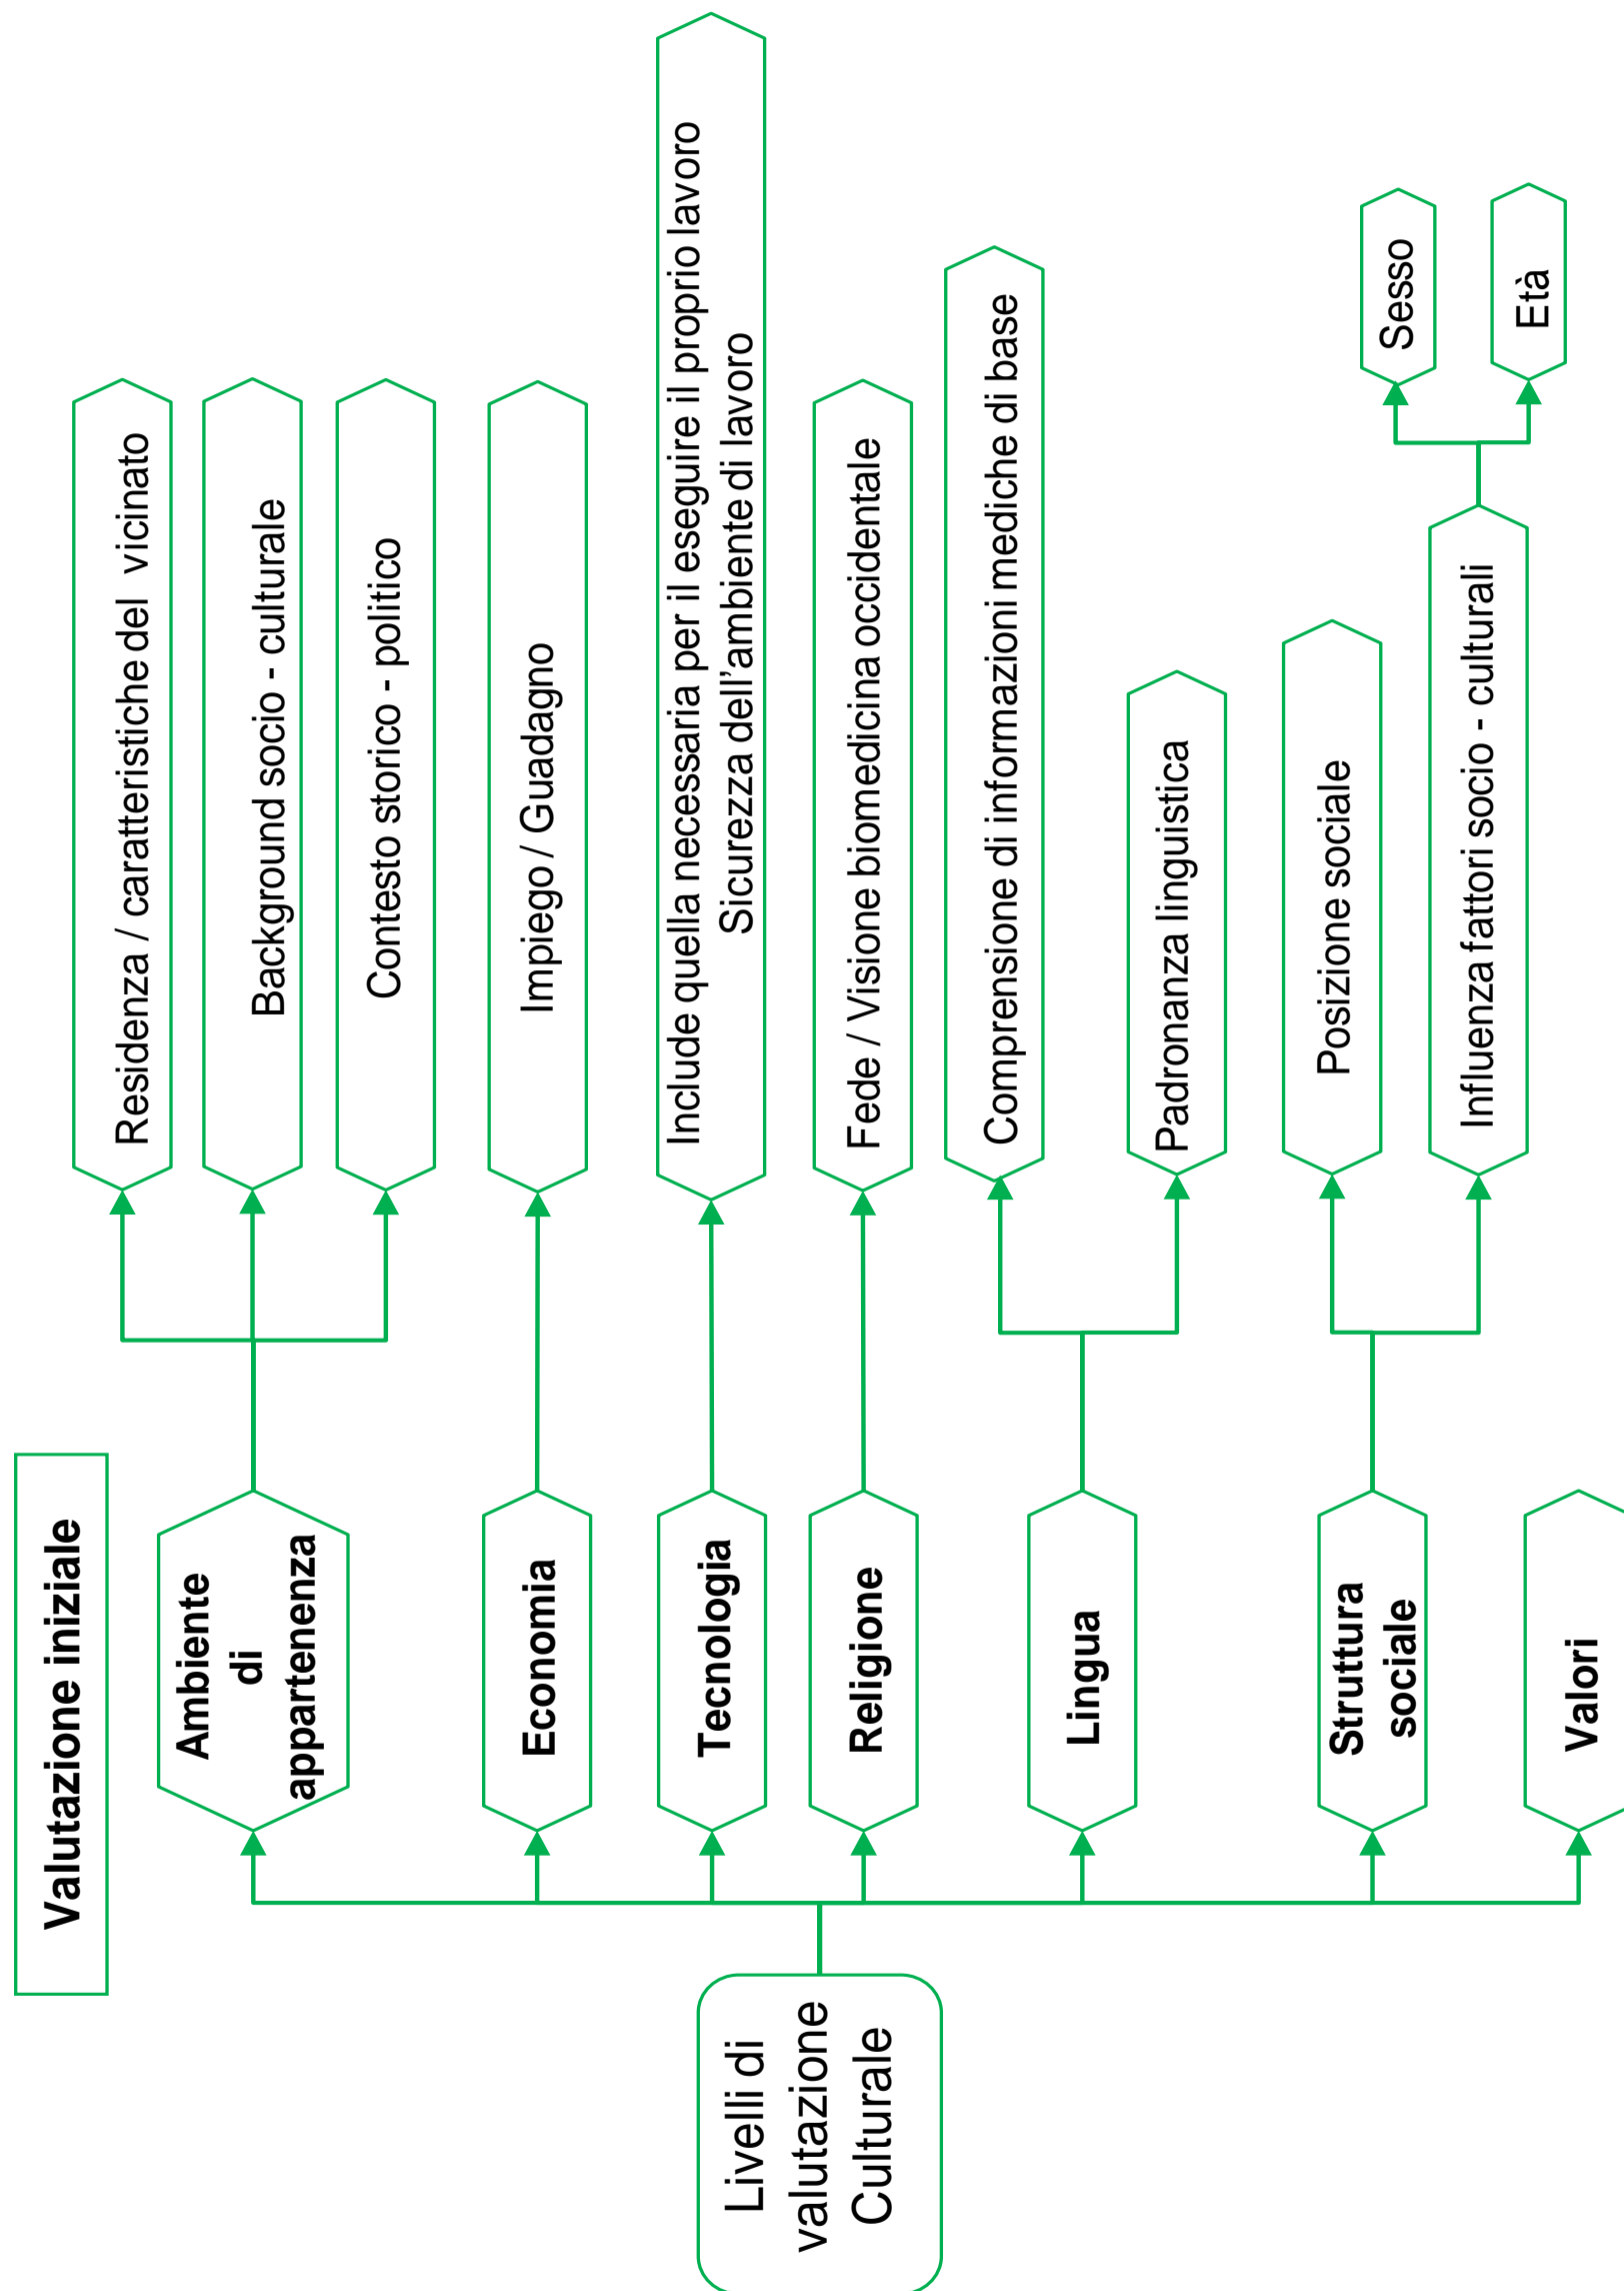 Valutazione iniziale
Livelli di
valutazione
Culturale
Ambiente
di
appartenenza
Residenza / caratteristiche del vicinato
Background socio - culturale
Contesto storico - politico
Economia
Impiego / Guadagno
Tecnologia
Include quella necessaria per il eseguire il proprio lavoro
Sicurezza dell'ambiente di lavoro
Religione
Fede / Visione biomedicina occidentale
Lingua
Comprensione di informazioni mediche di base
Padronanza linguistica
Struttura
sociale
Posizione sociale
Influenza fattori socio - culturali
Sesso
Età
Valori